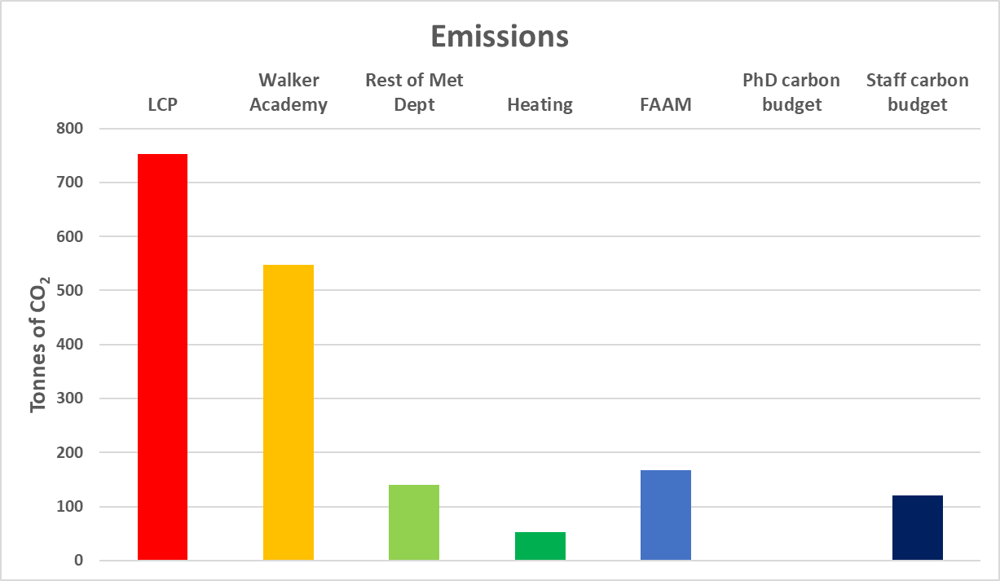 Emissions
LCP
Walker
Academy
Rest of Met
Dept
Heating
FAAM
PhD carbon
budget
Staff carbon
budget
Tonnes of CO₂
800
700
600
500
400
300
200
100
0